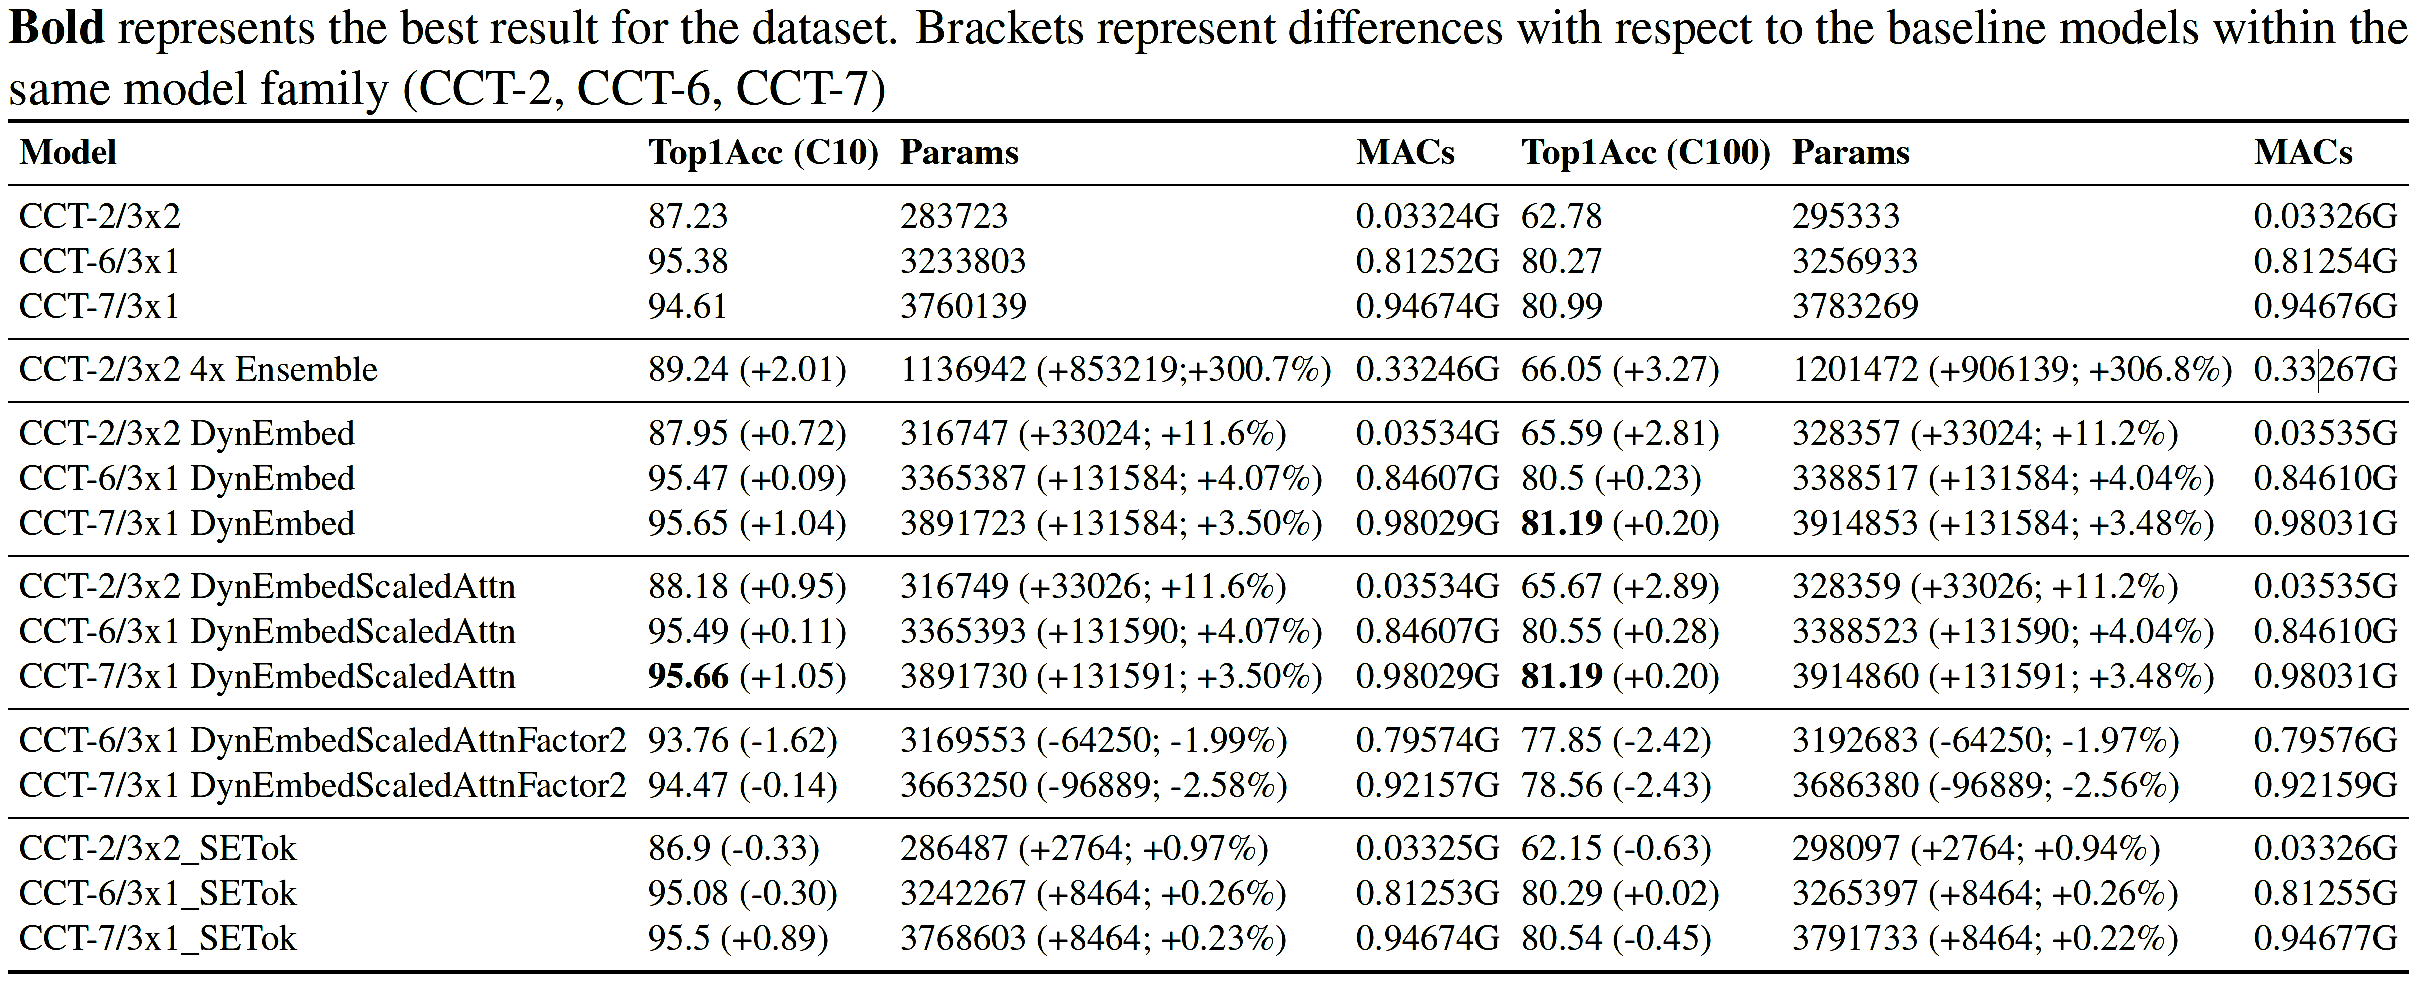 Bold represents the best result for the dataset. Brackets represent differences with respect to the baseline models within the
same model family (CCT-2, CCT-6, CCT-7)
Model Top1Acc (C10) Params MACs Top1Acc (C100) Params MACs
CCT-2/3x2 87.23 283723 0.03324G 62.78 295333 0.03326G
CCT-6/3x1 95.38 3233803 0.81252G 80.27 3256933 0.81254G
CCT-7/3x1 94.61 3760139 0.94674G 80.99 3783269 0.94676G
CCT-2/3x2 4x Ensemble 89.24 (+2.01) 1136942 (+853219;+300.7%) 0.33246G 66.05 (+3.27) 1201472 (+906139; +306.8%) 0.33267G
CCT-2/3x2 DynEmbed 87.95 (+0.72) 316747 (+33024; +11.6%) 0.03534G 65.59 (+2.81) 328357 (+33024; +11.2%) 0.03535G
CCT-6/3x1 DynEmbed 95.47 (+0.09) 3365387 (+131584; +4.07%) 0.84607G 80.5 (+0.23) 3388517 (+131584; +4.04%) 0.84610G
CCT-7/3x1 DynEmbed 95.65 (+1.04) 3891723 (+131584; +3.50%) 0.98029G 81.19 (+0.20) 3914853 (+131584; +3.48%) 0.98031G
CCT-2/3x2 DynEmbedScaledAttn 88.18 (+0.95) 316749 (+33026; +11.6%) 0.03534G 65.67 (+2.89) 328359 (+33026; +11.2%) 0.03535G
CCT-6/3x1 DynEmbedScaledAttn 95.49 (+0.11) 3365393 (+131590; +4.07%) 0.84607G 80.55 (+0.28) 3388523 (+131590; +4.04%) 0.84610G
CCT-7/3x1 DynEmbedScaledAttn 95.66 (+1.05) 3891730 (+131591; +3.50%) 0.98029G 81.19 (+0.20) 3914860 (+131591; +3.48%) 0.98031G
CCT-6/3x1 DynEmbedScaledAttnFactor2 93.76 (-1.62) 3169553 (-64250; -1.99%) 0.79574G 77.85 (-2.42) 3192683 (-64250; -1.97%) 0.79576G
CCT-7/3x1 DynEmbedScaledAttnFactor2 94.47 (-0.14) 3663250 (-96889; -2.58%) 0.92157G 78.56 (-2.43) 3686380 (-96889; -2.56%) 0.92159G
CCT-2/3x2_SETok 86.9 (-0.33) 286487 (+2764; +0.97%) 0.03325G 62.15 (-0.63) 298097 (+2764; +0.94%) 0.03326G
CCT-6/3x1_SETok 95.08 (-0.30) 3242267 (+8464; +0.26%) 0.81253G 80.29 (+0.02) 3265397 (+8464; +0.26%) 0.81255G
CCT-7/3x1_SETok 95.5 (+0.89) 3768603 (+8464; +0.23%) 0.94674G 80.54 (-0.45) 3791733 (+8464; +0.22%) 0.94677G